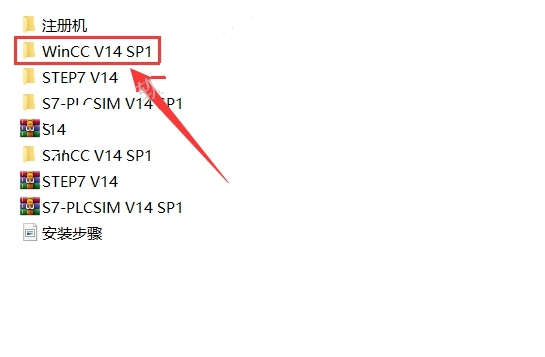 注册机
WinCC V14 SP1
STEP7 V14
S7-PLCSIM V14 SP1
S14
CC V14 SP1
STEP7 V14
S7-PLCSIM V14 SP1
安装步骤